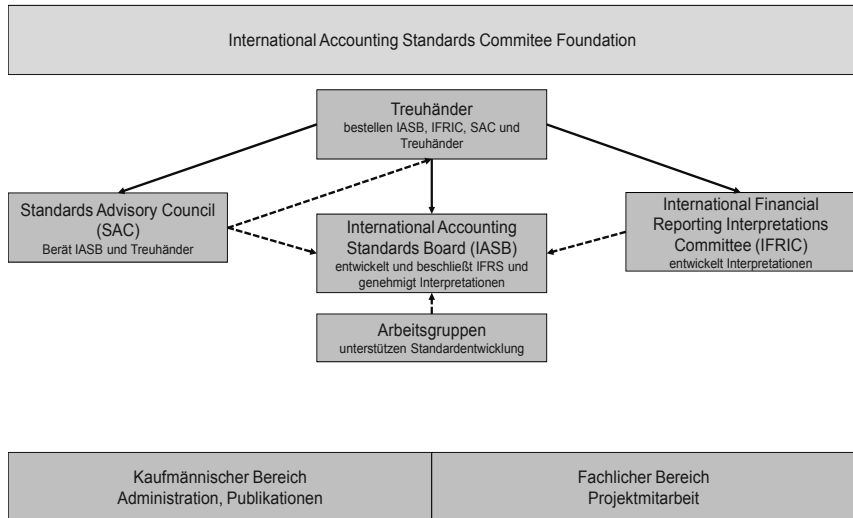 International Accounting Standards Commitee Foundation
Treuhänder
bestellen IASB, IFRIC, SAC und
Treuhänder
Standards Advisory Council
(SAC)
Berät IASB und Treuhänder
International Accounting
Standards Board (IASB)
entwickelt und beschließt IFRS und
genehmigt Interpretationen
International Financial
Reporting Interpretations
Committee (IFRIC)
entwickelt Interpretationen
Arbeitsgruppen
unterstützen Standardentwicklung
Kaufmännischer Bereich
Administration, Publikationen
Fachlicher Bereich
Projektmitarbeit